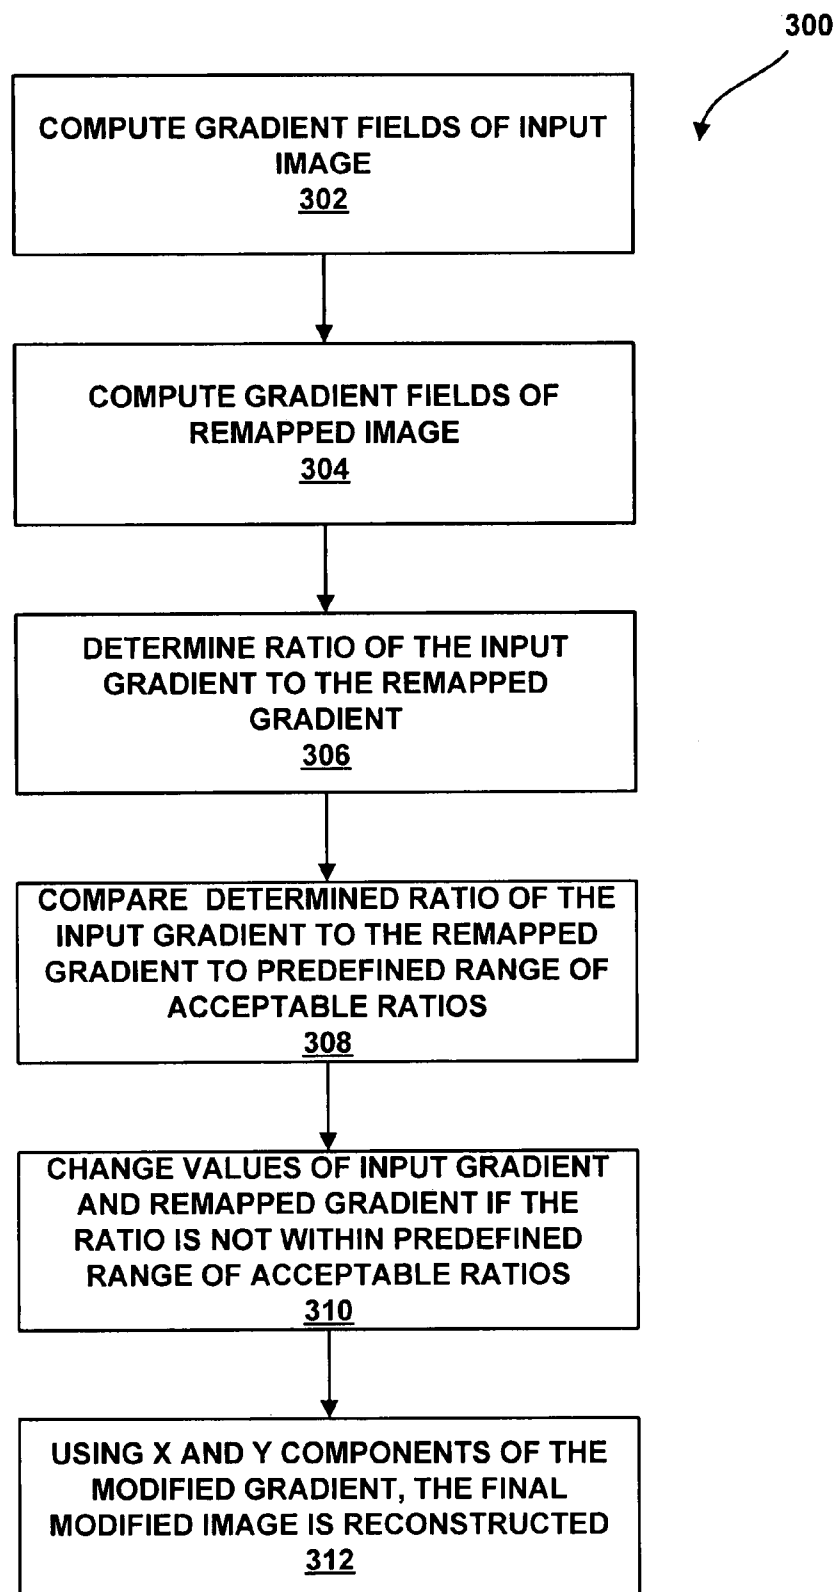 300
COMPUTE GRADIENT FIELDS OF INPUT
IMAGE
302
COMPUTE GRADIENT FIELDS OF
REMAPPED IMAGE
304
DETERMINE RATIO OF THE INPUT
GRADIENT TO THE REMAPPED
GRADIENT
306
COMPARE DETERMINED RATIO OF THE
INPUT GRADIENT TO THE REMAPPED
GRADIENT TO PREDEFINED RANGE OF
ACCEPTABLE RATIOS
308
CHANGE VALUES OF INPUT GRADIENT
AND REMAPPED GRADIENT IF THE
RATIO IS NOT WITHIN PREDEFINED
RANGE OF ACCEPTABLE RATIOS
310
USING X AND Y COMPONENTS OF THE
MODIFIED GRADIENT, THE FINAL
MODIFIED IMAGE IS RECONSTRUCTED
312